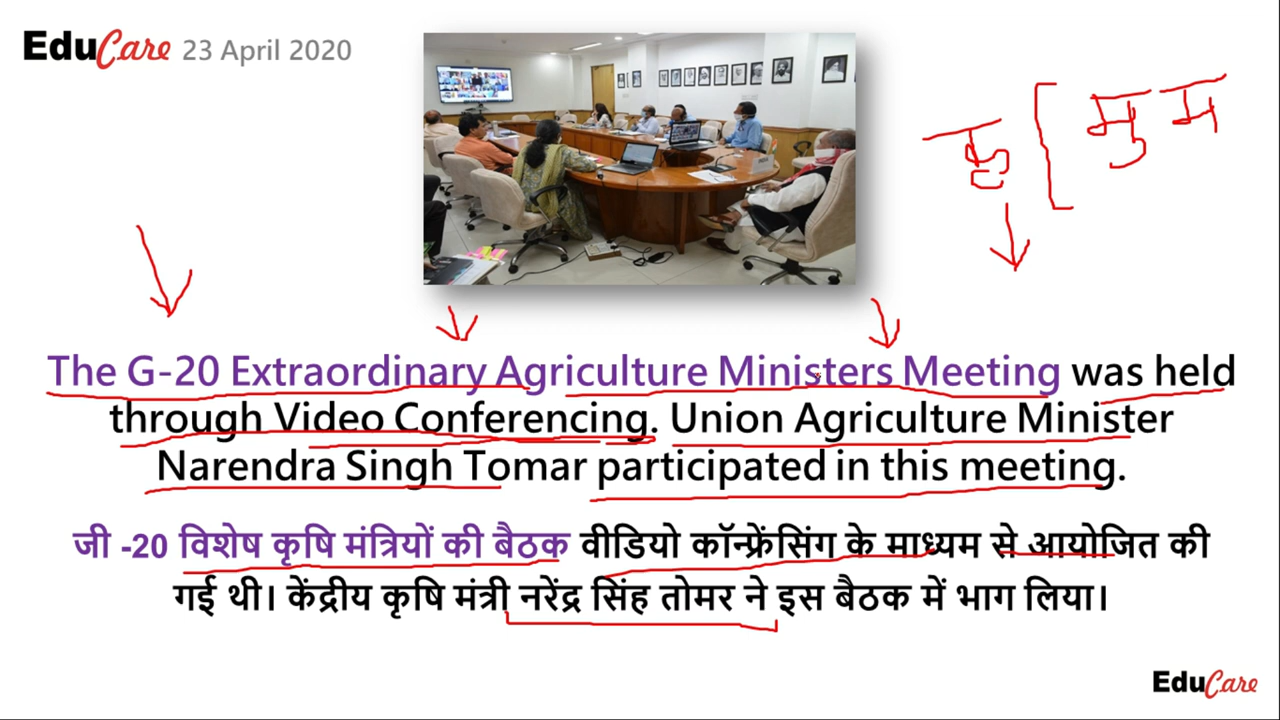 EduCare 23 April 2020
मु म
The G-20 Extraordinary Agriculture Ministers Meeting was held
through Video Conferencing. Union Agriculture Minister
Narendra Singh Tomar participated in this meeting.
जी -20 विशेष कृषि मंत्रियों की बैठक वीडियो कॉन्फ्रेंसिंग के माध्यम से आयोजित की
गई थी। केंद्रीय कृषि मंत्री नरेंद्र सिंह तोमर ने इस बैठक में भाग लिया।
EduCare